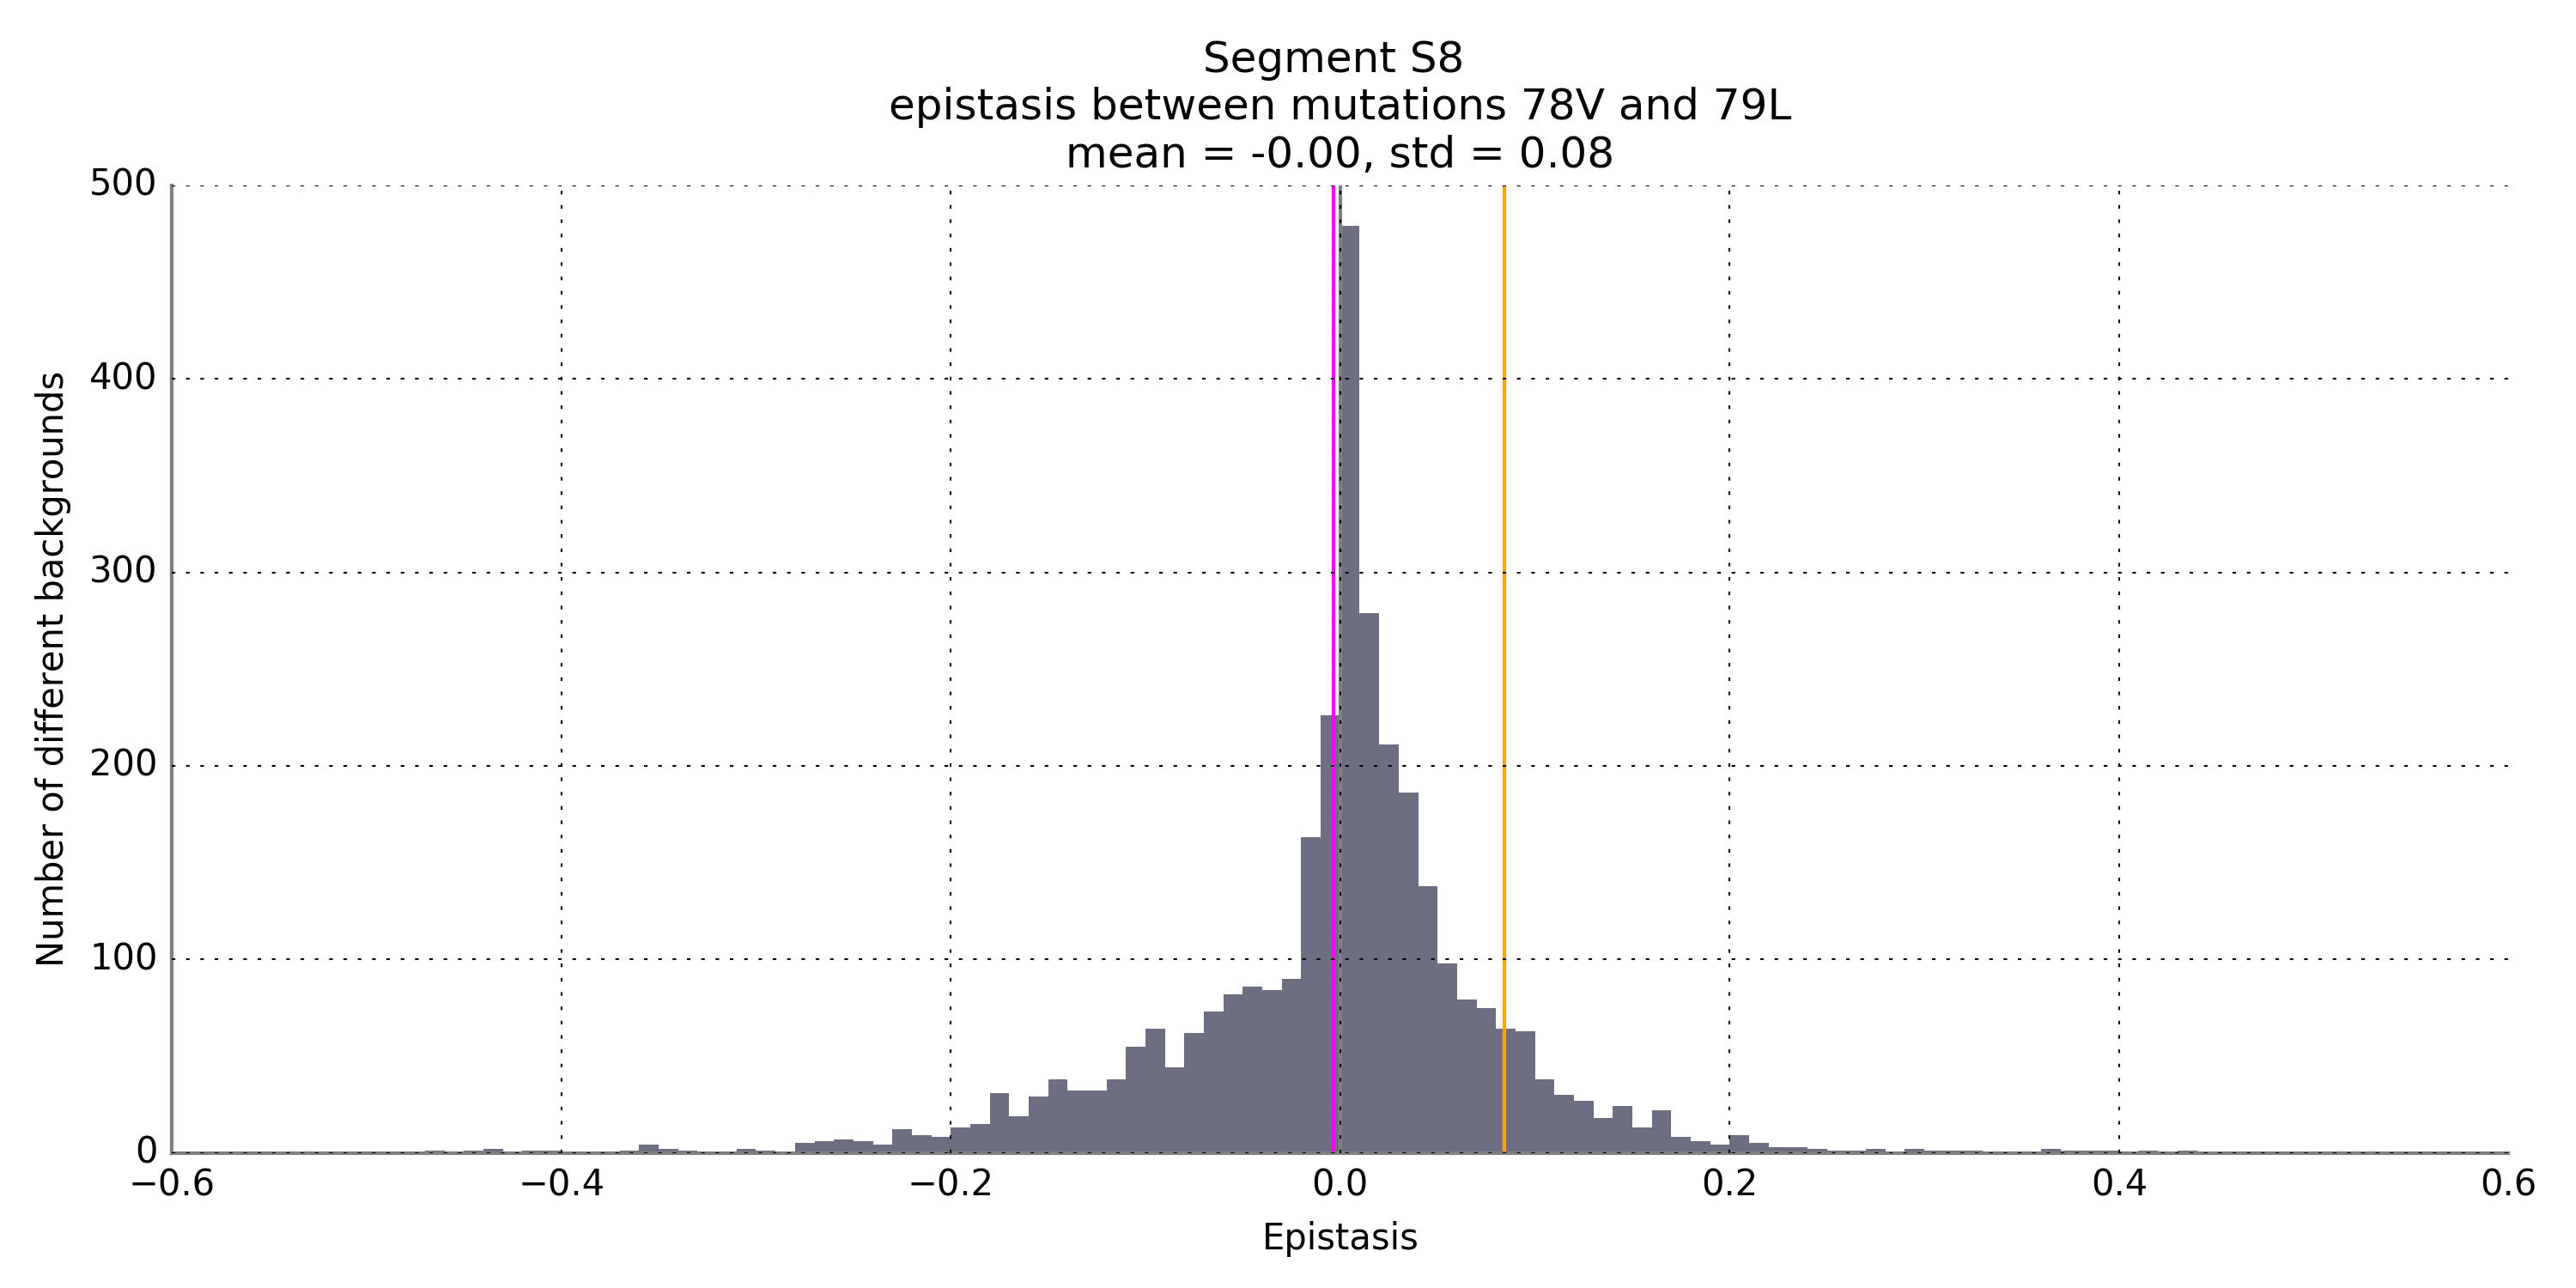 Segment S8
epistasis between mutations 78V and 79L
mean = -0.00, std = 0.08
500
400
300
200
100
0
Number of different backgrounds
−0.6 −0.4 −0.2 0.0 0.2 0.4 0.6
Epistasis